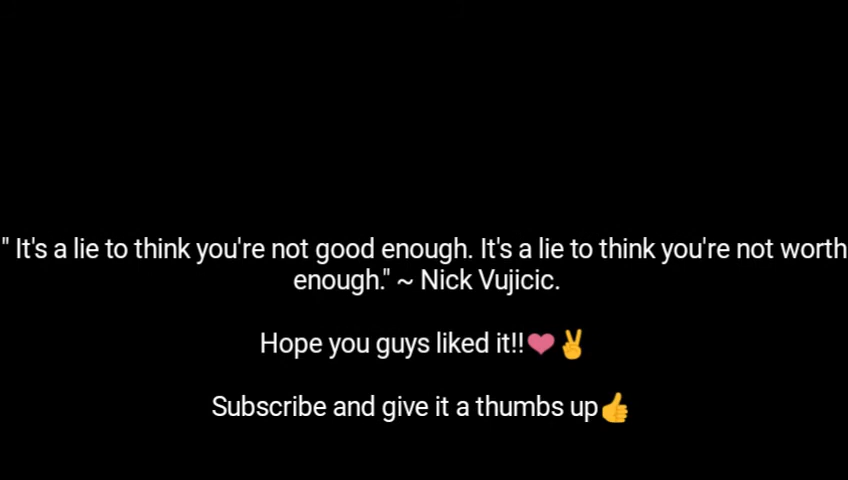 " It's a lie to think you're not good enough. It's a lie to think you're not worth
enough." ~ Nick Vujicic.
Hope you guys liked it!!❤✌
Subscribe and give it a thumbs up👍